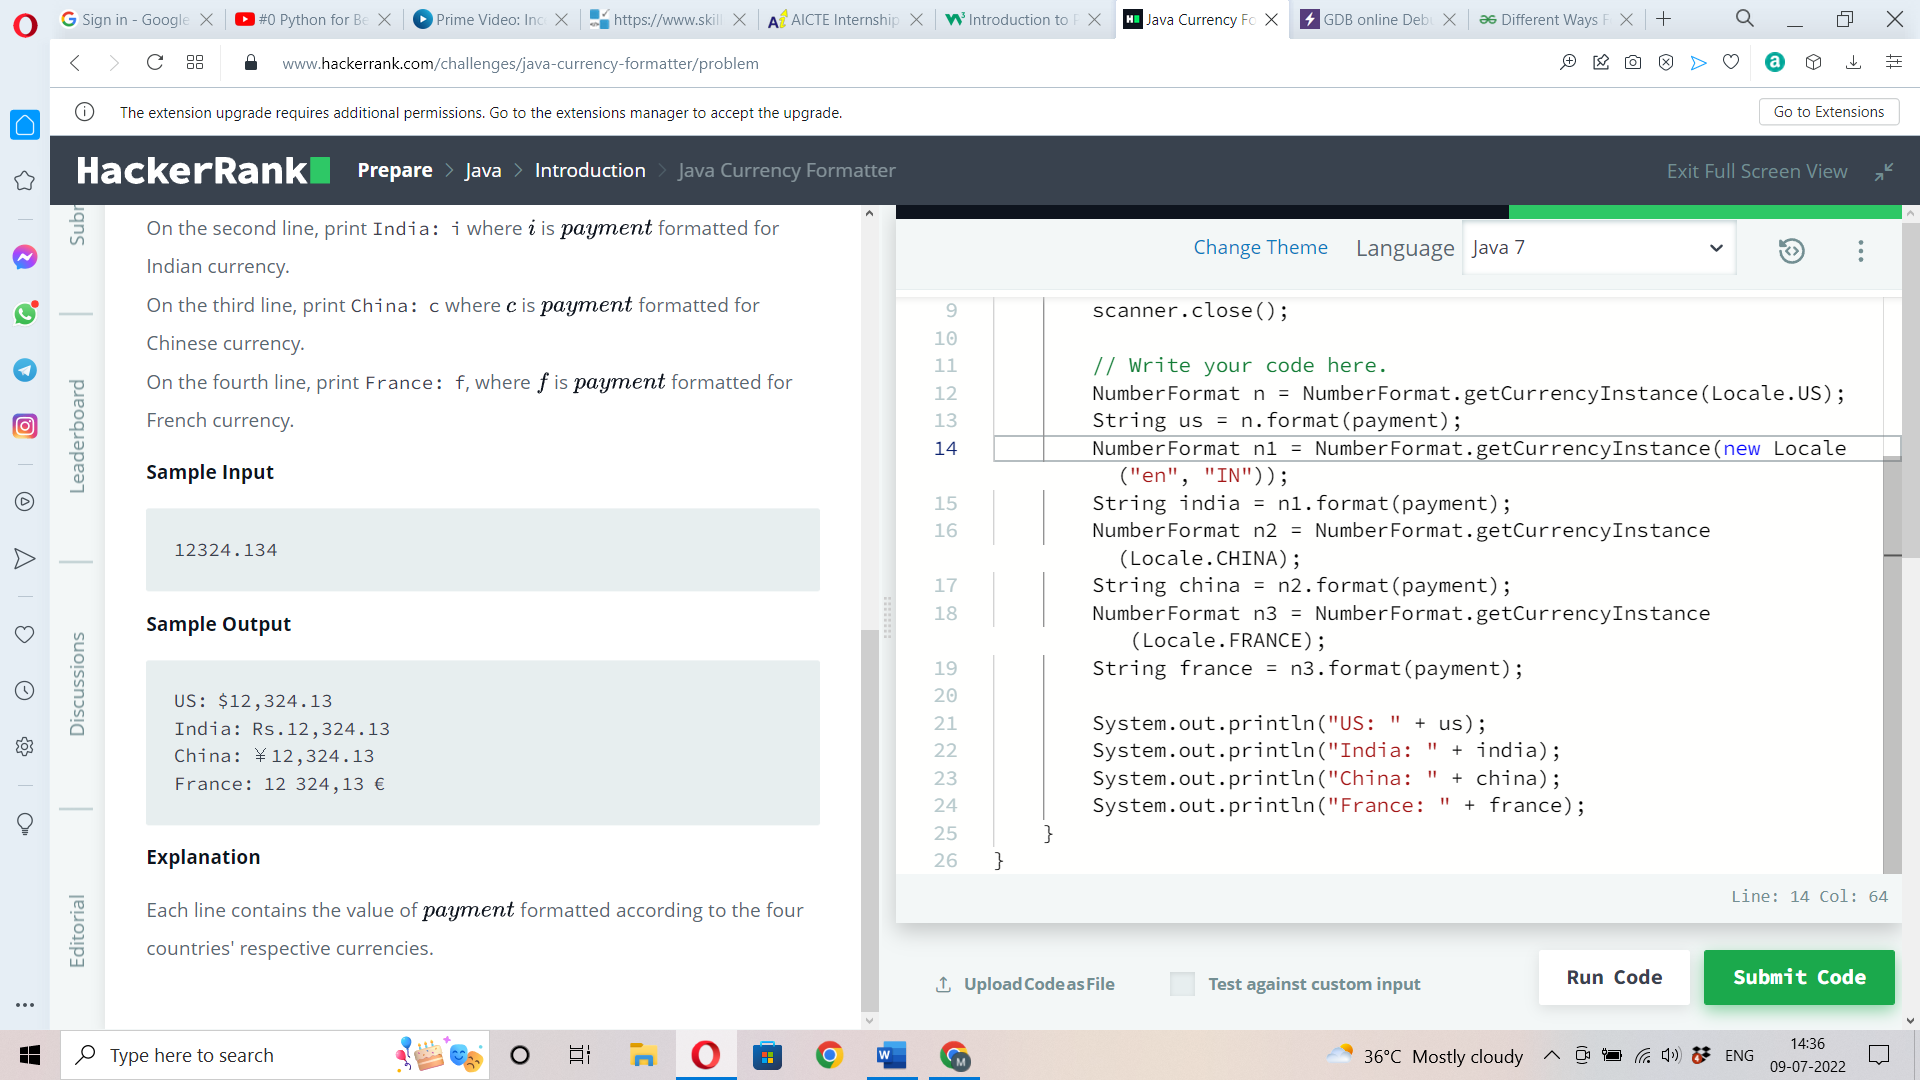 Sign in - Google
#0 Python for Be
Prime Video: Inc
https://www.skil
AICTE Internship
Introduction to
Java Currency Fo
GDB online Deb
Different Ways F
www.hackerrank.com/challenges/java-currency-formatter/problem
The extension upgrade requires additional permissions. Go to the extensions manager to accept the upgrade.
Go to Extensions
HackerRank
Prepare > Java > Introduction > Java Currency Formatter
Exit Full Screen View
Subr
Leaderboard
Discussions
Editorial
On the second line, print India: i where i is payment formatted for
Indian currency.
On the third line, print China: c where c is payment formatted for
Chinese currency.
On the fourth line, print France: f, where f is payment formatted for
French currency.
Sample Input
12324.134
Sample Output
US: $12,324.13
India: Rs.12,324.13
China: ￥12,324.13
France: 12 324,13 €
Explanation
Each line contains the value of payment formatted according to the four
countries' respective currencies.
Change Theme Language Java 7
9 scanner.close();
10
11 // Write your code here.
12 NumberFormat n = NumberFormat.getCurrencyInstance(Locale.US);
13 String us = n.format(payment);
14 NumberFormat n1 = NumberFormat.getCurrencyInstance(new Locale
("en", "IN"));
15 String india = n1.format(payment);
16 NumberFormat n2 = NumberFormat.getCurrencyInstance
(Locale.CHINA);
17 String china = n2.format(payment);
18 NumberFormat n3 = NumberFormat.getCurrencyInstance
(Locale.FRANCE);
19 String france = n3.format(payment);
20
21 System.out.println("US: " + us);
22 System.out.println("India: " + india);
23 System.out.println("China: " + china);
24 System.out.println("France: " + france);
25 }
26 }
Line: 14 Col: 64
Upload Code as File
Test against custom input
Run Code
Submit Code
Type here to search
36°C Mostly cloudy
ENG
14:36
09-07-2022